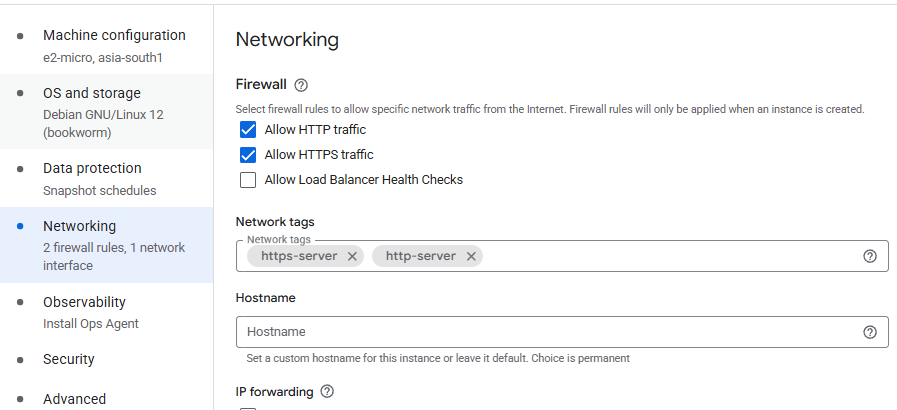 Machine configuration
e2-micro, asia-south1
OS and storage
Debian GNU/Linux 12
(bookworm)
Data protection
Snapshot schedules
Networking
2 firewall rules, 1 network
interface
Observability
Install Ops Agent
Security
Advanced
Networking
Firewall
Select firewall rules to allow specific network traffic from the Internet. Firewall rules will only be applied when an instance is created.
Allow HTTP traffic
Allow HTTPS traffic
Allow Load Balancer Health Checks
Network tags
Network tags
https-server http-server
Hostname
Hostname
Set a custom hostname for this instance or leave it default. Choice is permanent
IP forwarding